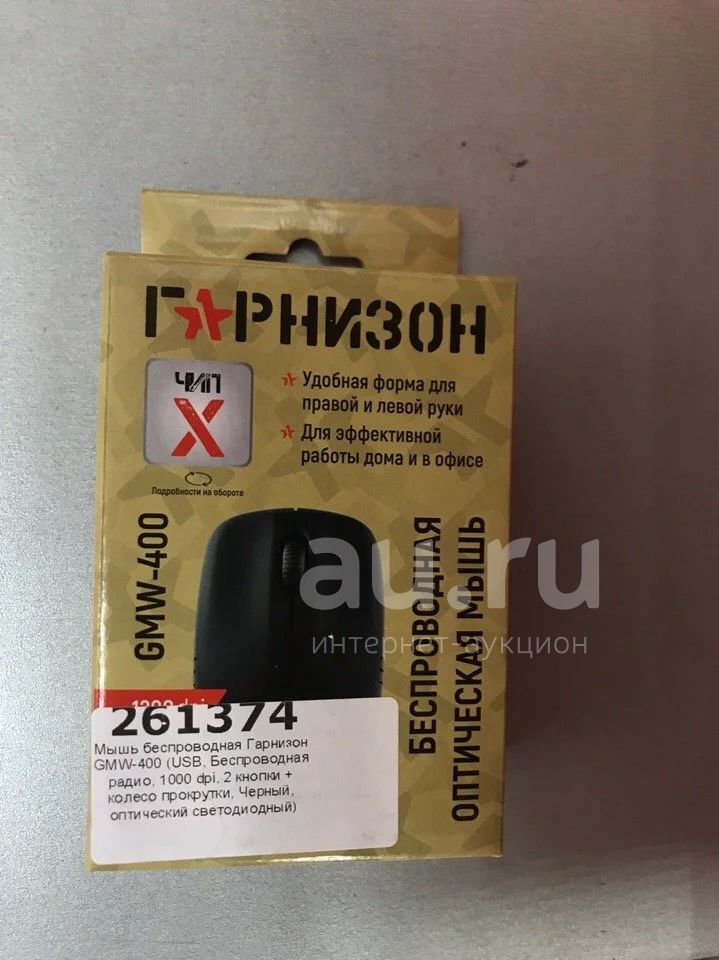 ГАРНИЗОН
ЧИП
X
Подробности на обороте
Удобная форма для
правой и левой руки
Для эффективной
работы дома и в офисе
GMW-400
БЕСПРОВОДНАЯ
ОПТИЧЕСКАЯ МЫШЬ
au.ru
интернет-аукцион
261374
Мышь беспроводная Гарнизон
GMW-400 (USB, Беспроводная
радио, 1000 dpi, 2 кнопки +
колесо прокрутки, Черный,
оптический светодиодный)